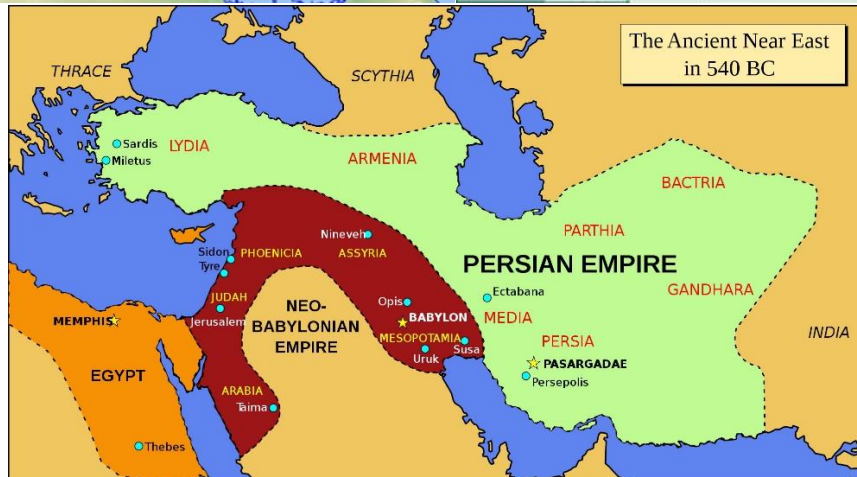 The Ancient Near East
in 540 BC
THRACE
SCYTHIA
Sardis
LYDIA
Miletus
ARMENIA
BACTRIA
PARTHIA
Nineveh
Sidon
PHOENICIA
ASSYRIA
Tyre
PERSIAN EMPIRE
GANDHARA
JUDAH
NEO-
BABYLONIAN
EMPIRE
Opis
Ectabana
MEMPHIS
Jerusalem
BABYLON
MEDIA
MESOPOTAMIA
PERSIA
INDIA
Uruk
Susa
PASARGADAE
EGYPT
Persepolis
ARABIA
Taima
Thebes